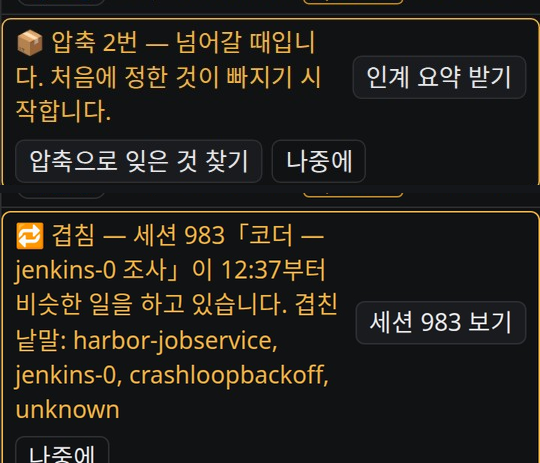 📦 압축 2번 — 넘어갈 때입니
다. 처음에 정한 것이 빠지기 시
작합니다.
인계 요약 받기
압축으로 잊은 것 찾기
나중에
🔁 겹침 — 세션 983「코더 —
jenkins-0 조사」이 12:37부터
비슷한 일을 하고 있습니다. 겹친
낱말: harbor-jobservice,
jenkins-0, crashloopbackoff,
unknown
세션 983 보기
나중에